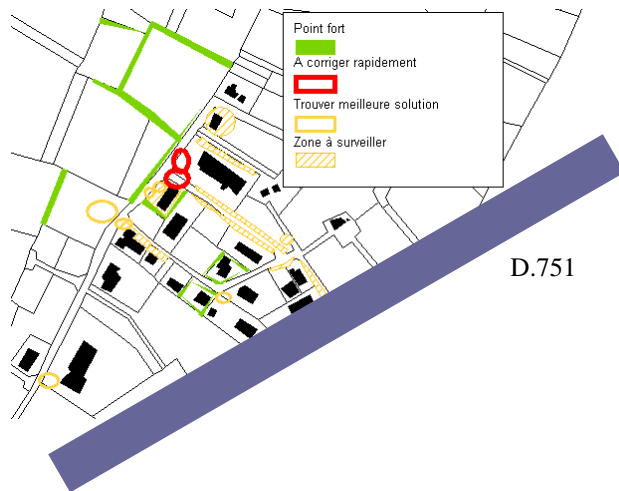 Point fort
A corriger rapidement
Trouver meilleure solution
Zone à surveiller
D.751